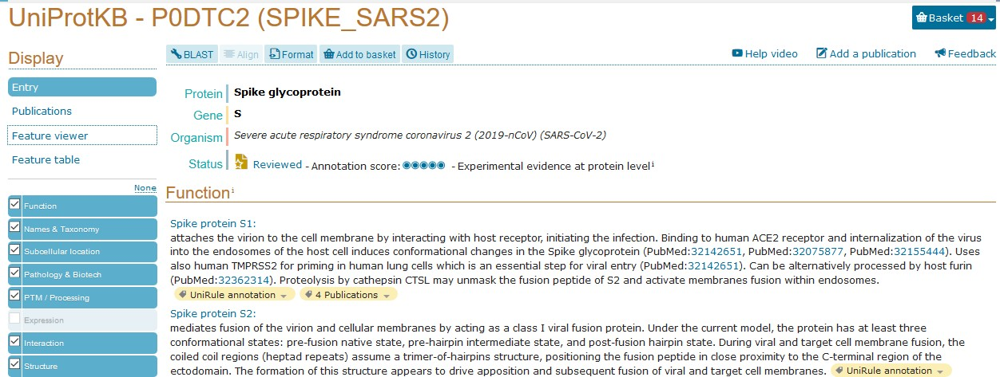 UniProtKB - P0DTC2 (SPIKE_SARS2)
Basket 14
Display
BLAST Align Format Add to basket History
Help video Add a publication Feedback
Entry
Publications
Feature viewer
Feature table
Protein Spike glycoprotein
Gene S
Organism Severe acute respiratory syndrome coronavirus 2 (2019-nCoV) (SARS-CoV-2)
Status Reviewed - Annotation score: - Experimental evidence at protein levelⁱ
None
Function
Names & Taxonomy
Subcellular location
Pathology & Biotech
PTM / Processing
Expression
Interaction
Structure
Functionⁱ
Spike protein S1:
attaches the virion to the cell membrane by interacting with host receptor, initiating the infection. Binding to human ACE2 receptor and internalization of the virus
into the endosomes of the host cell induces conformational changes in the Spike glycoprotein (PubMed:32142651, PubMed:32075877, PubMed:32155444). Uses
also human TMPRSS2 for priming in human lung cells which is an essential step for viral entry (PubMed:32142651). Can be alternatively processed by host furin
(PubMed:32362314). Proteolysis by cathepsin CTSL may unmask the fusion peptide of S2 and activate membranes fusion within endosomes.
UniRule annotation 4 Publications
Spike protein S2:
mediates fusion of the virion and cellular membranes by acting as a class I viral fusion protein. Under the current model, the protein has at least three
conformational states: pre-fusion native state, pre-hairpin intermediate state, and post-fusion hairpin state. During viral and target cell membrane fusion, the
coiled coil regions (heptad repeats) assume a trimer-of-hairpins structure, positioning the fusion peptide in close proximity to the C-terminal region of the
ectodomain. The formation of this structure appears to drive apposition and subsequent fusion of viral and target cell membranes. UniRule annotation